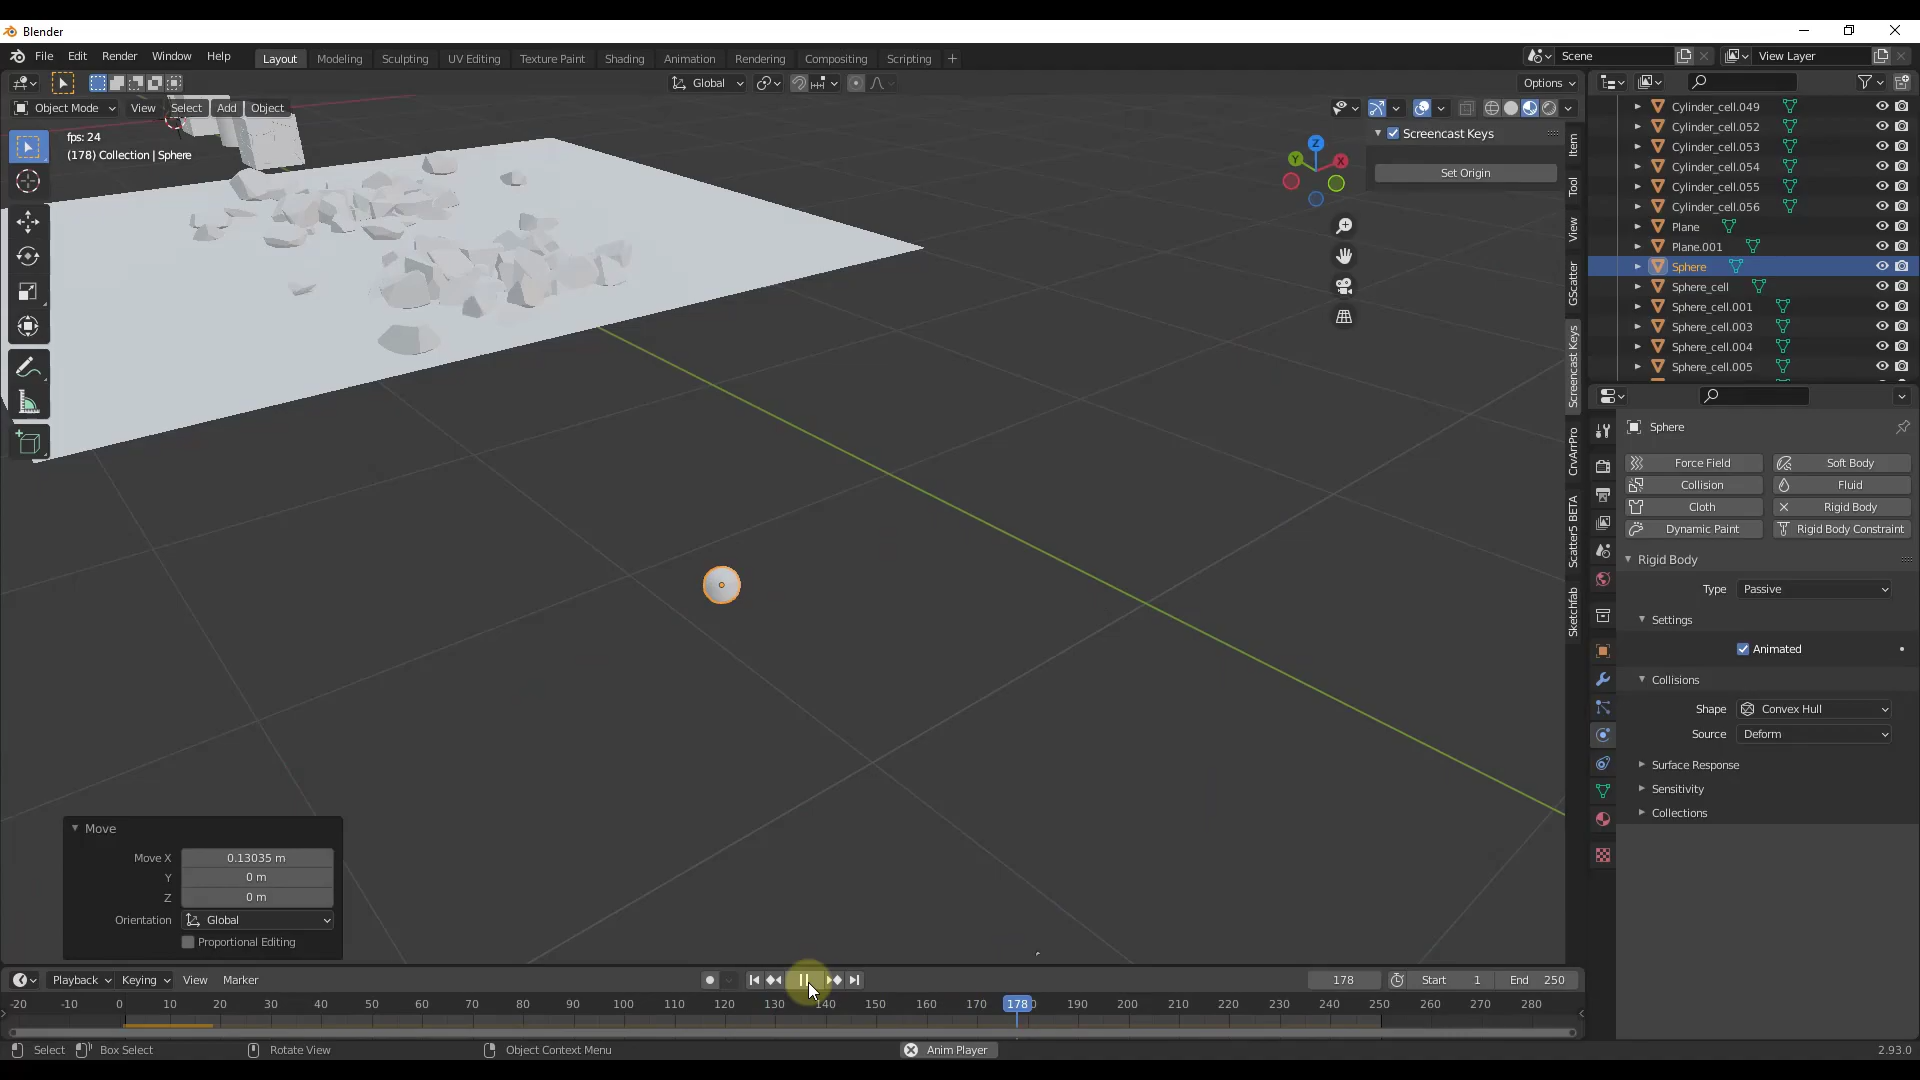 Blender
File Edit Render Window Help
Layout Modeling Sculpting UV Editing Texture Paint Shading Animation Rendering Compositing Scripting +
Scene
View Layer
Global
Options
Object Mode View Select Add Object
fps: 24
(178) Collection | Sphere
Z
Y
X
Screencast Keys
Set Origin
Item
Tool
View
GScatter
Screencast Keys
CrvArrPro
Scatter5 BETA
Sketchfab
Cylinder_cell.049
Cylinder_cell.052
Cylinder_cell.053
Cylinder_cell.054
Cylinder_cell.055
Cylinder_cell.056
Plane
Plane.001
Sphere
Sphere_cell
Sphere_cell.001
Sphere_cell.003
Sphere_cell.004
Sphere_cell.005
Sphere
Force Field Soft Body
Collision Fluid
Cloth Rigid Body
Dynamic Paint Rigid Body Constraint
Rigid Body
Type Passive
Settings
Animated
Collisions
Shape Convex Hull
Source Deform
Surface Response
Sensitivity
Collections
Move
Move X 0.13035 m
Y 0 m
Z 0 m
Orientation Global
Proportional Editing
Playback Keying View Marker
178 Start 1 End 250
-20 -10 0 10 20 30 40 50 60 70 80 90 100 110 120 130 140 150 160 170 178 190 200 210 220 230 240 250 260 270 280
Select Box Select Rotate View Object Context Menu Anim Player 2.93.0